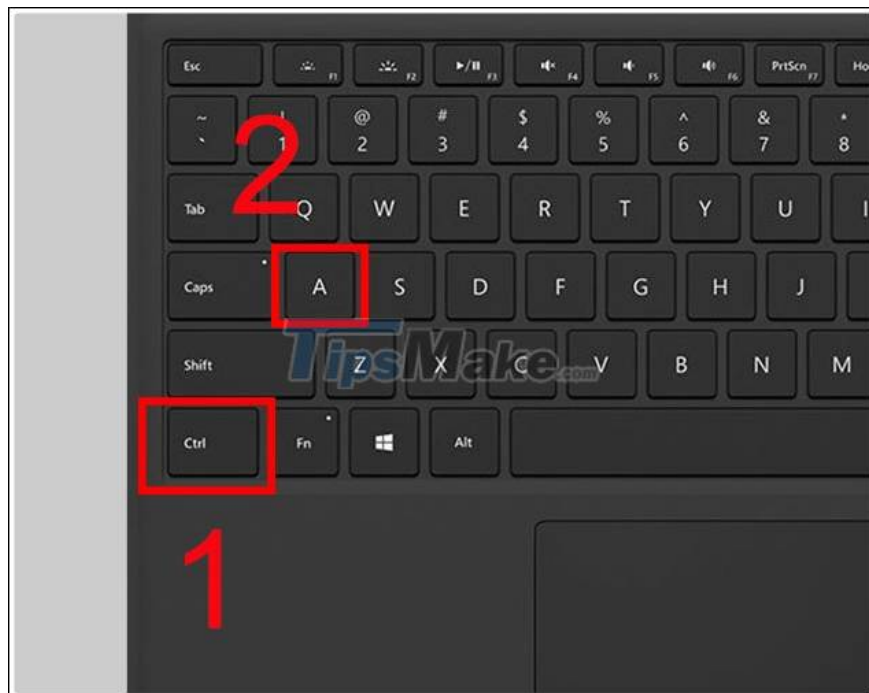 Esc F1 F2 F3 F4 F5 F6 PrtScn F7 Ho
~ ! @ # $ % ^ & *
` 1 2 3 4 5 6 7 8
2
Tab Q W E R T Y U I
Caps A S D F G H J
TipsMake.com
Shift Z X C V B N M
Ctrl Fn Alt
1